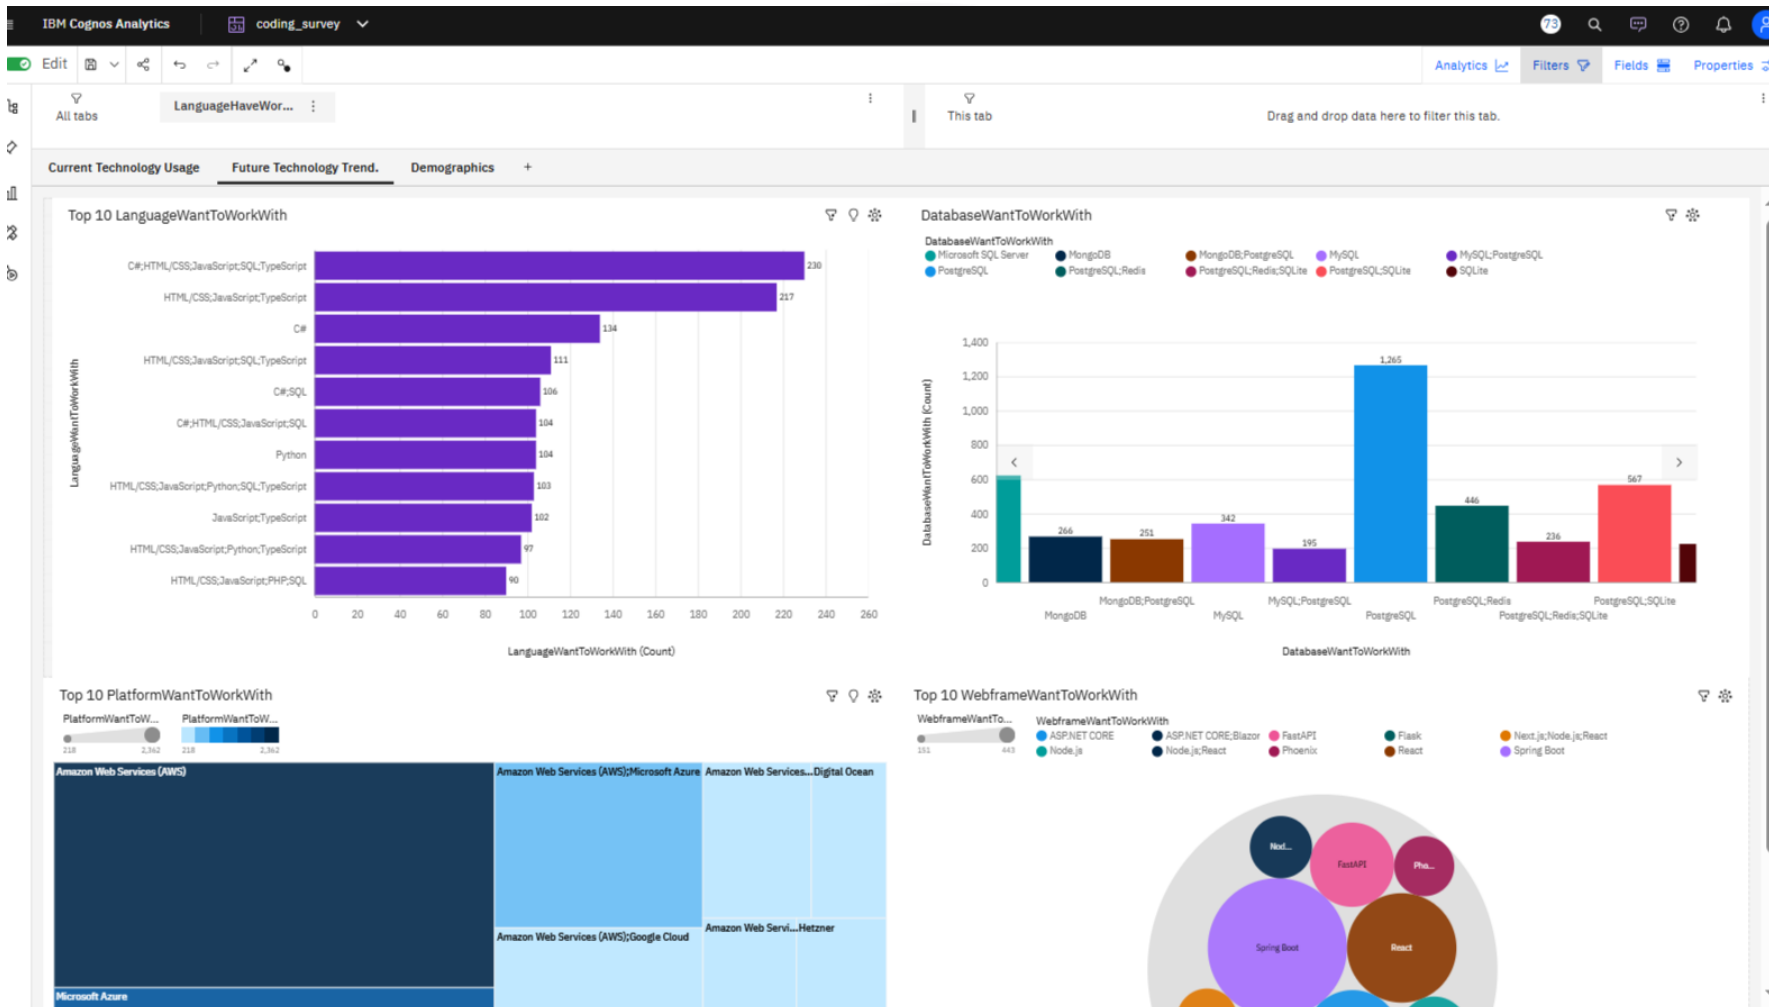 IBM Cognos Analytics
coding_survey
73
Edit
Analytics
Filters
Fields
Properties
All tabs
LanguageHaveWor...
This tab
Drag and drop data here to filter this tab.
Current Technology Usage
Future Technology Trend.
Demographics
+
Top 10 LanguageWantToWorkWith
LanguageWantToWorkWith
C#;HTML/CSS;JavaScript;SQL;TypeScript 230
HTML/CSS;JavaScript;TypeScript 217
C# 134
HTML/CSS;JavaScript;SQL;TypeScript 111
C#;SQL 106
C#;HTML/CSS;JavaScript;SQL 104
Python 104
HTML/CSS;JavaScript;Python;SQL;TypeScript 103
JavaScript;TypeScript 102
HTML/CSS;JavaScript;Python;TypeScript 97
HTML/CSS;JavaScript;PHP;SQL 90
0 20 40 60 80 100 120 140 160 180 200 220 240 260
LanguageWantToWorkWith (Count)
DatabaseWantToWorkWith
DatabaseWantToWorkWith
Microsoft SQL Server MongoDB MongoDB;PostgreSQL MySQL MySQL;PostgreSQL
PostgreSQL PostgreSQL;Redis PostgreSQL;Redis;SQLite PostgreSQL;SQLite SQLite
DatabaseWantToWorkWith (Count)
1,400
1,200
1,000
800
600
400
200
0
266 251 342 195 1,265 446 236 567
MongoDB;PostgreSQL MySQL;PostgreSQL PostgreSQL;Redis PostgreSQL;SQLite
MongoDB MySQL PostgreSQL PostgreSQL;Redis;SQLite
DatabaseWantToWorkWith
Top 10 PlatformWantToWorkWith
PlatformWantToW... PlatformWantToW...
218 2,362 218 2,362
Amazon Web Services (AWS)
Amazon Web Services (AWS);Microsoft Azure
Amazon Web Services...
Digital Ocean
Amazon Web Services (AWS);Google Cloud
Amazon Web Servi...
Hetzner
Microsoft Azure
Top 10 WebframeWantToWorkWith
WebframeWantTo...
151 443
WebframeWantToWorkWith
ASP.NET CORE ASP.NET CORE;Blazor FastAPI Flask Next.js;Node.js;React
Node.js Node.js;React Phoenix React Spring Boot
Nod...
FastAPI
Pho...
Spring Boot
React